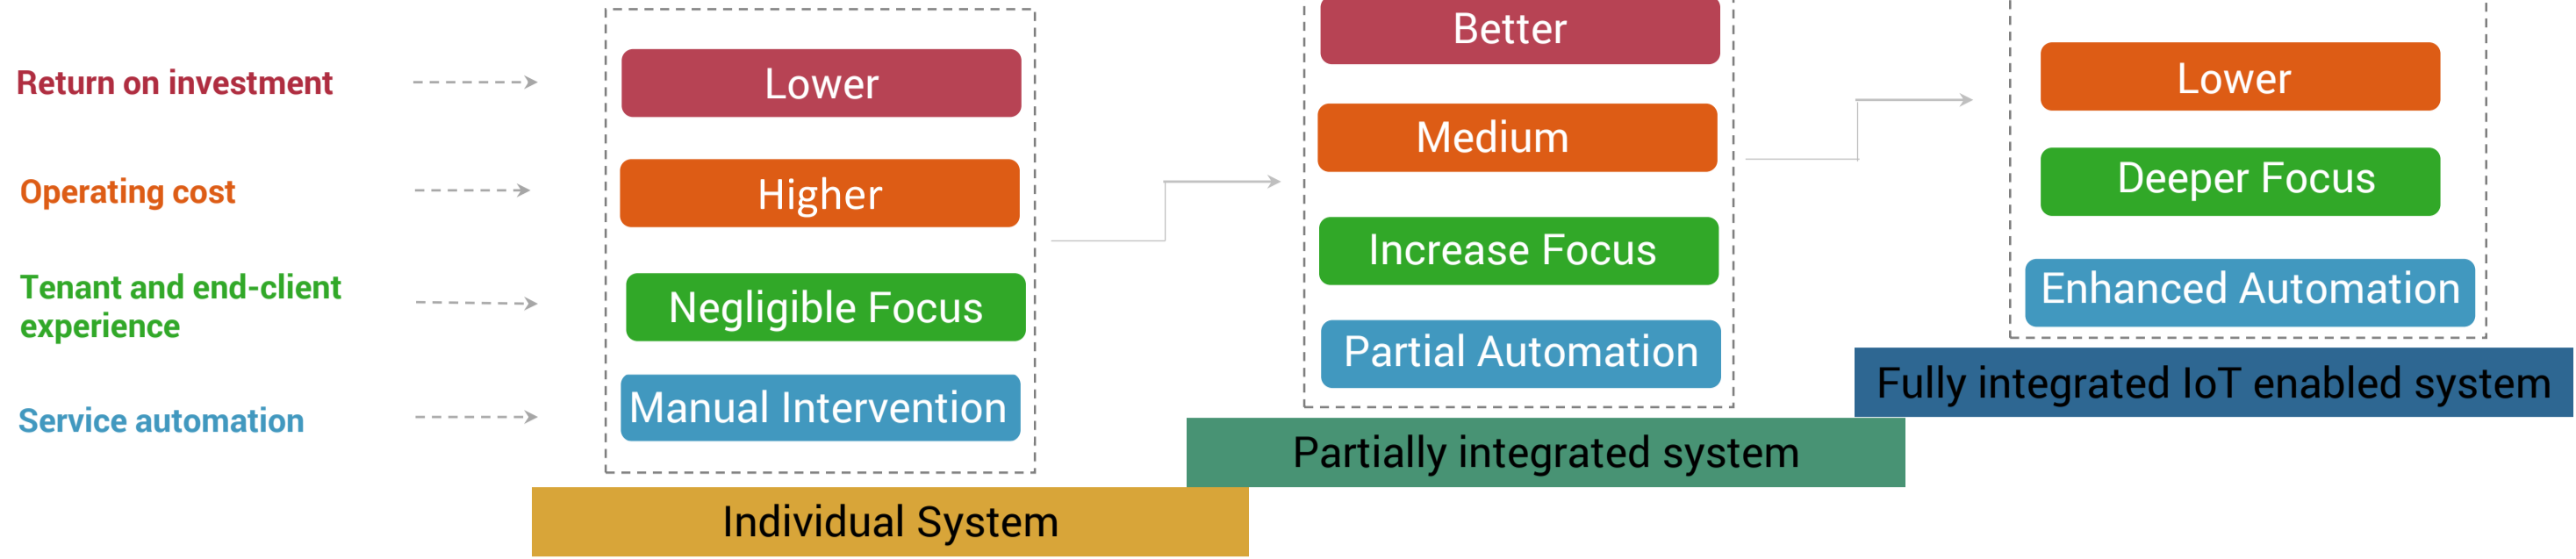 Return on investment
Operating cost
Tenant and end-client
experience
Service automation
Lower
Higher
Negligible Focus
Manual Intervention
Individual System
Better
Medium
Increase Focus
Partial Automation
Partially integrated system
Lower
Deeper Focus
Enhanced Automation
Fully integrated IoT enabled system